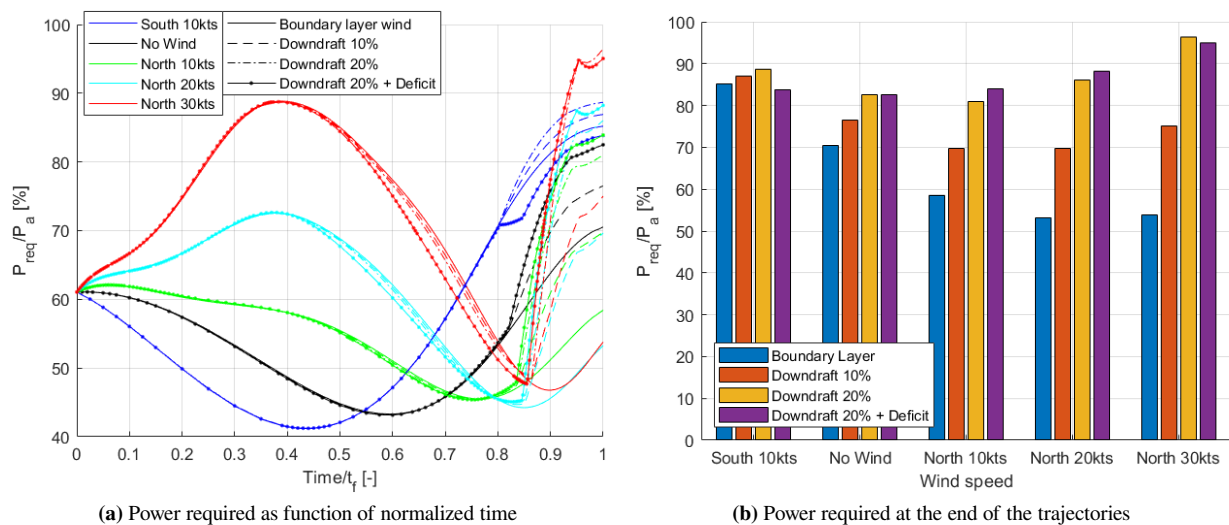 South 10kts
No Wind
North 10kts
North 20kts
North 30kts
Boundary layer wind
Downdraft 10%
Downdraft 20%
Downdraft 20% + Deficit
100
90
80
70
60
50
40
P_req/P_a [%]
0 0.1 0.2 0.3 0.4 0.5 0.6 0.7 0.8 0.9 1
Time/t_f [-]
(a) Power required as function of normalized time
100
90
80
70
60
50
40
30
20
10
0
P_req/P_a [%]
Boundary Layer
Downdraft 10%
Downdraft 20%
Downdraft 20% + Deficit
South 10kts No Wind North 10kts North 20kts North 30kts
Wind speed
(b) Power required at the end of the trajectories